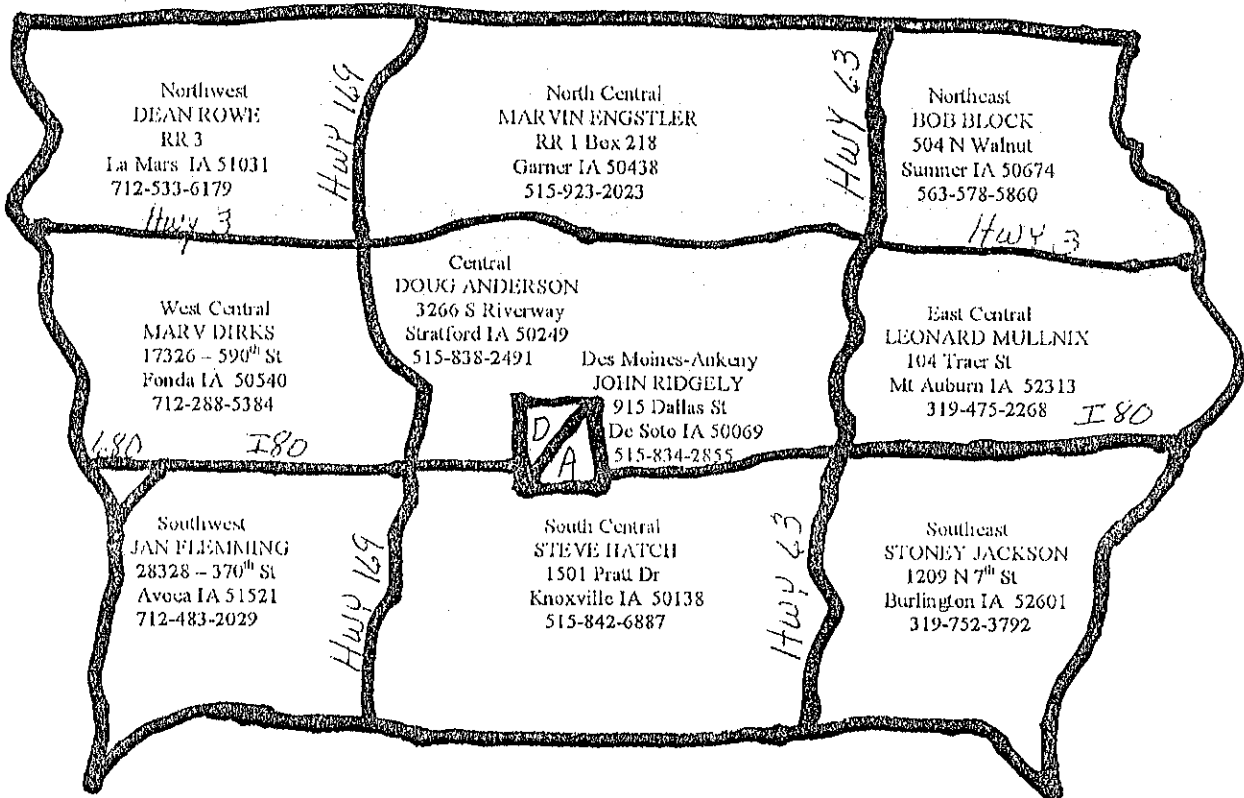 Northwest
DEAN ROWE
RR 3
La Mars IA 51031
712-533-6179
Hwy 169
North Central
MARVIN ENGSTLER
RR 1 Box 218
Garner IA 50438
515-923-2023
Hwy 63
Northeast
BOB BLOCK
504 N Walnut
Sumner IA 50674
563-578-5860
Hwy 3
Hwy 3
West Central
MARV DIRKS
17326 – 590th St
Fonda IA 50540
712-288-5384
Central
DOUG ANDERSON
3266 S Riverway
Stratford IA 50249
515-838-2491
Des Moines-Ankeny
JOHN RIDGELY
915 Dallas St
De Soto IA 50069
515-834-2855
D
A
East Central
LEONARD MULLNIX
104 Traer St
Mt Auburn IA 52313
319-475-2268
I80
680
I80
Southwest
JAN FLEMMING
28328 – 370th St
Avoca IA 51521
712-483-2029
Hwy 169
South Central
STEVE HATCH
1501 Pratt Dr
Knoxville IA 50138
515-842-6887
Hwy 63
Southeast
STONEY JACKSON
1209 N 7th St
Burlington IA 52601
319-752-3792